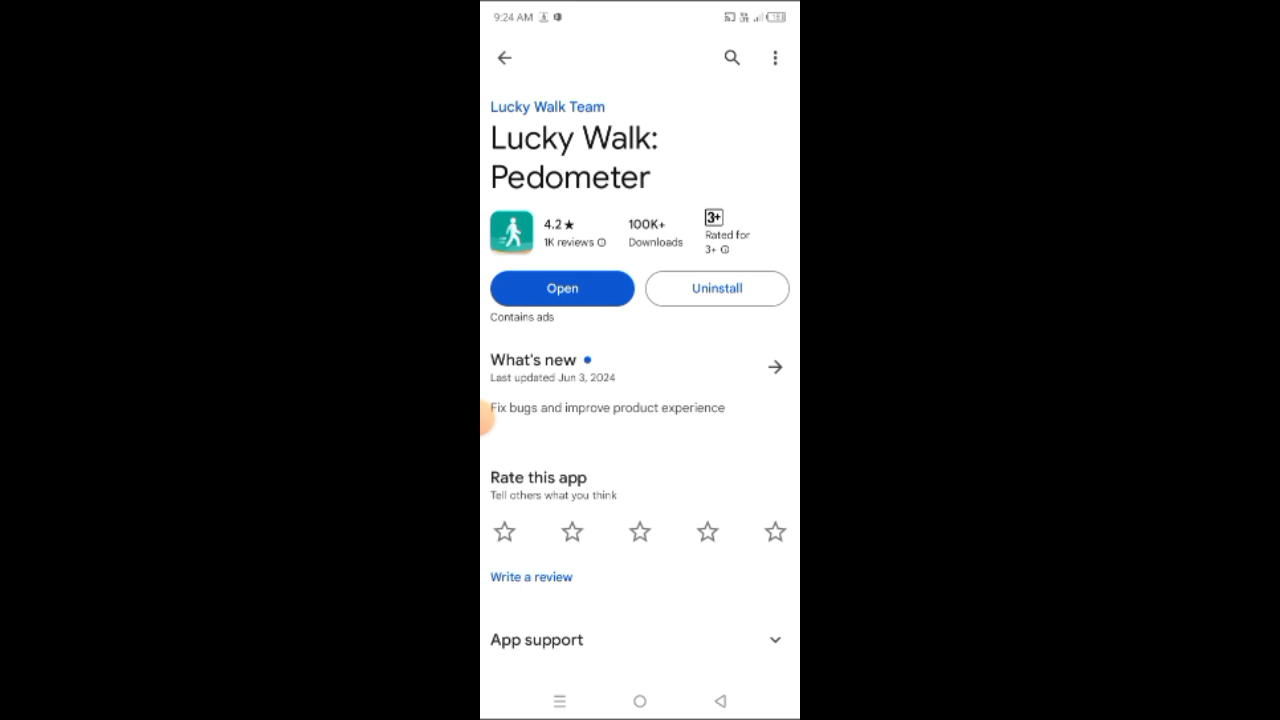 9:24 AM
Lucky Walk Team
Lucky Walk:
Pedometer
4.2★
1K reviews
100K+
Downloads
3+
Rated for
3+
Open
Uninstall
Contains ads
What's new
Last updated Jun 3, 2024
Fix bugs and improve product experience
Rate this app
Tell others what you think
Write a review
App support